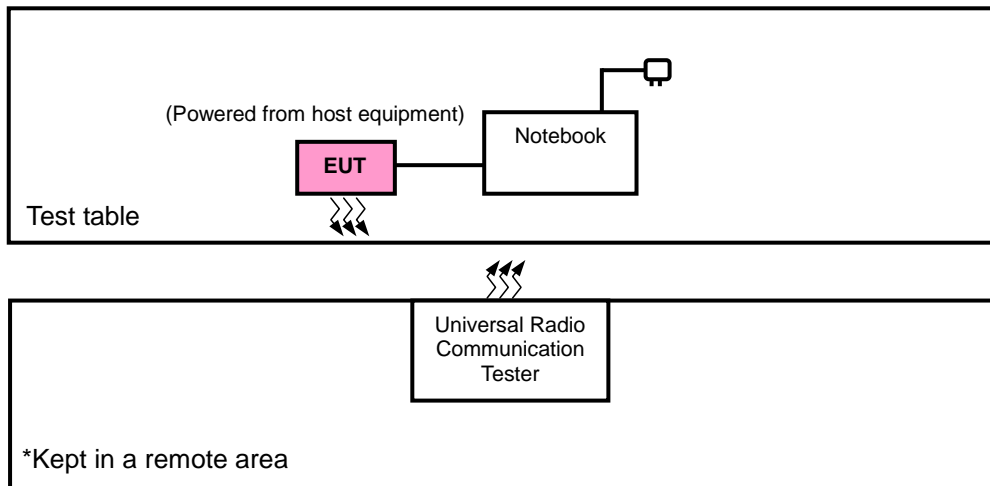 (Powered from host equipment)
Notebook
EUT
Test table
Universal Radio
Communication
Tester
*Kept in a remote area